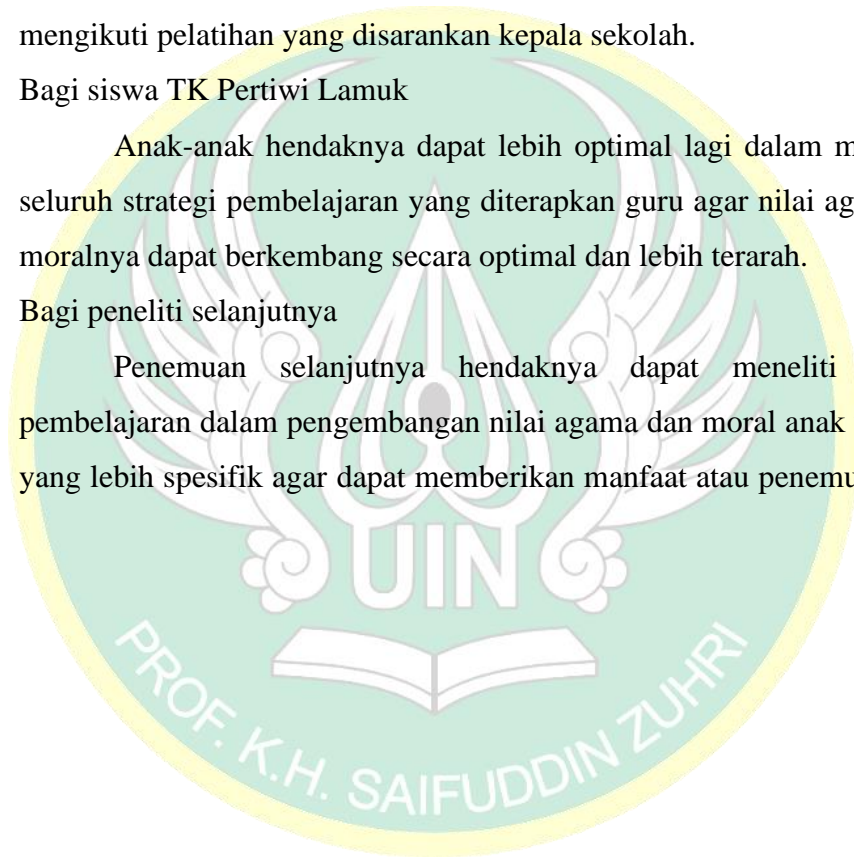 mengikuti pelatihan yang disarankan kepala sekolah.
Bagi siswa TK Pertiwi Lamuk
Anak-anak hendaknya dapat lebih optimal lagi dalam m
seluruh strategi pembelajaran yang diterapkan guru agar nilai ag
moralnya dapat berkembang secara optimal dan lebih terarah.
Bagi peneliti selanjutnya
Penemuan selanjutnya hendaknya dapat meneliti
pembelajaran dalam pengembangan nilai agama dan moral anak
yang lebih spesifik agar dapat memberikan manfaat atau penemu
UIN
PROF. K.H. SAIFUDDIN ZUHRI